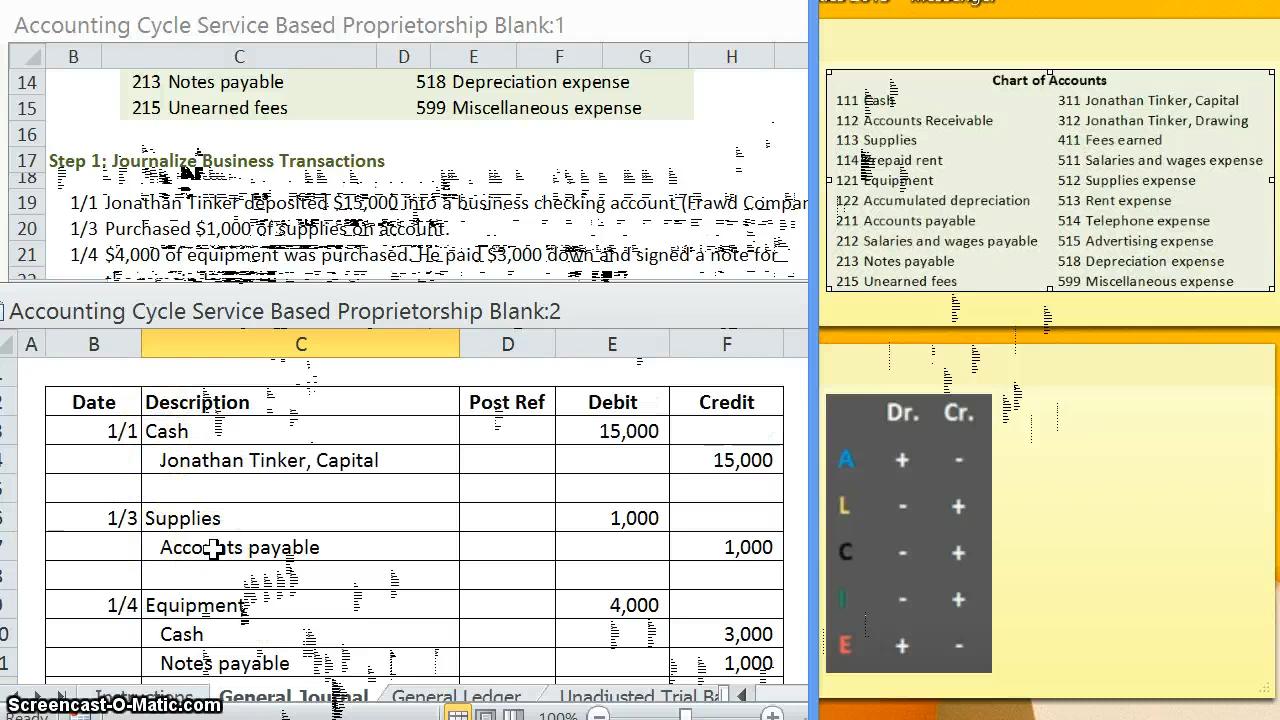 Accounting Cycle Service Based Proprietorship Blank:1
B C D E F G H
14 213 Notes payable 518 Depreciation expense
15 215 Unearned fees 599 Miscellaneous expense
16
17 Step 1: Journalize Business Transactions
18
19 1/1 Jonathan Tinker deposited $15,000 into a business checking account (Frawd Compar
20 1/3 Purchased $1,000 of supplies on account.
21 1/4 $4,000 of equipment was purchased. He paid $3,000 down and signed a note for
Accounting Cycle Service Based Proprietorship Blank:2
A B C D E F
Date Description Post Ref Debit Credit
1/1 Cash 15,000
Jonathan Tinker, Capital 15,000
1/3 Supplies 1,000
Accounts payable 1,000
1/4 Equipment 4,000
Cash 3,000
Notes payable 1,000
Instructions General Journal General Ledger Unadjusted Trial Ba
Ready 100%
Screencast-O-Matic.com
Chart of Accounts
111 Cash 311 Jonathan Tinker, Capital
112 Accounts Receivable 312 Jonathan Tinker, Drawing
113 Supplies 411 Fees earned
114 Prepaid rent 511 Salaries and wages expense
121 Equipment 512 Supplies expense
122 Accumulated depreciation 513 Rent expense
211 Accounts payable 514 Telephone expense
212 Salaries and wages payable 515 Advertising expense
213 Notes payable 518 Depreciation expense
215 Unearned fees 599 Miscellaneous expense
Dr. Cr.
A + -
L - +
C - +
I - +
E + -